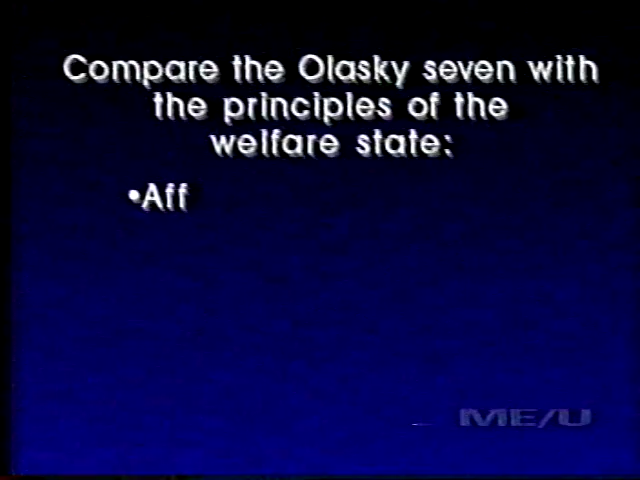 Compare the Olasky seven with
the principles of the
welfare state:
•Aff
ME/U